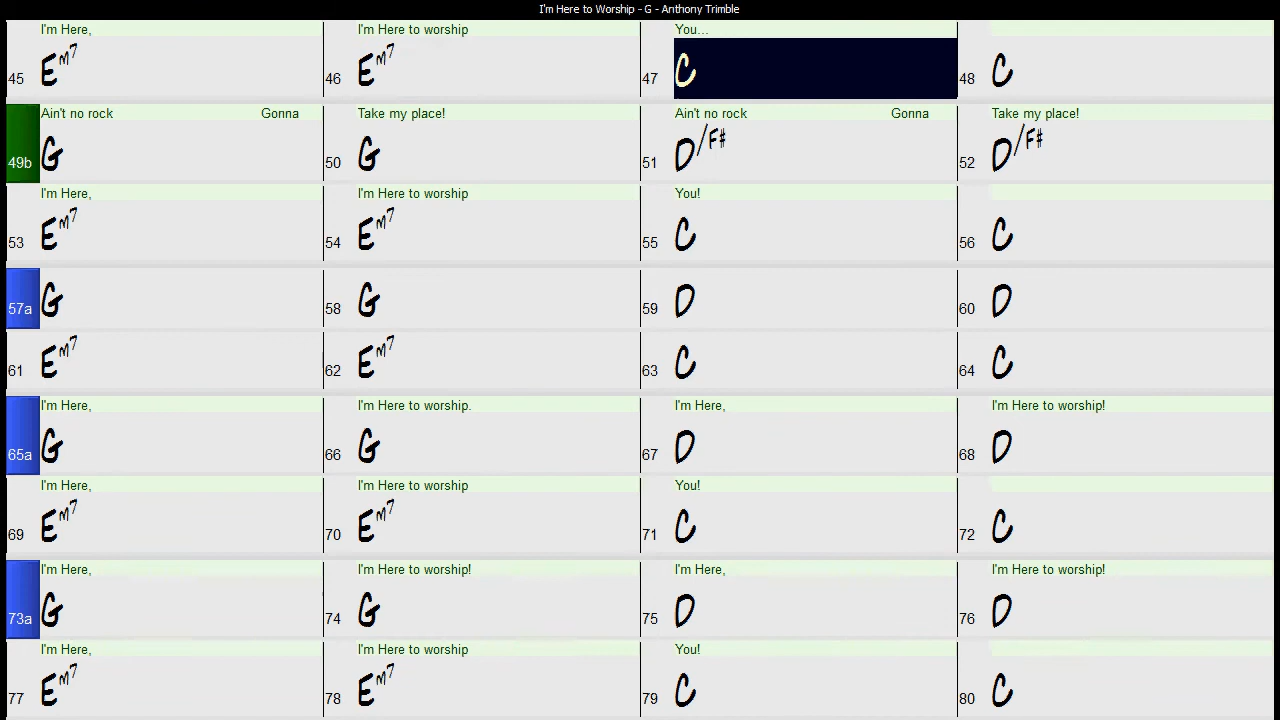 I'm Here to Worship - G - Anthony Trimble
I'm Here, I'm Here to worship You...
45 Em7 46 Em7 47 C 48 C
Ain't no rock Gonna Take my place! Ain't no rock Gonna Take my place!
49b G 50 G 51 D/F# 52 D/F#
I'm Here, I'm Here to worship You!
53 Em7 54 Em7 55 C 56 C
57a G 58 G 59 D 60 D
61 Em7 62 Em7 63 C 64 C
I'm Here, I'm Here to worship. I'm Here, I'm Here to worship!
65a G 66 G 67 D 68 D
I'm Here, I'm Here to worship You!
69 Em7 70 Em7 71 C 72 C
I'm Here, I'm Here to worship! I'm Here, I'm Here to worship!
73a G 74 G 75 D 76 D
I'm Here, I'm Here to worship You!
77 Em7 78 Em7 79 C 80 C